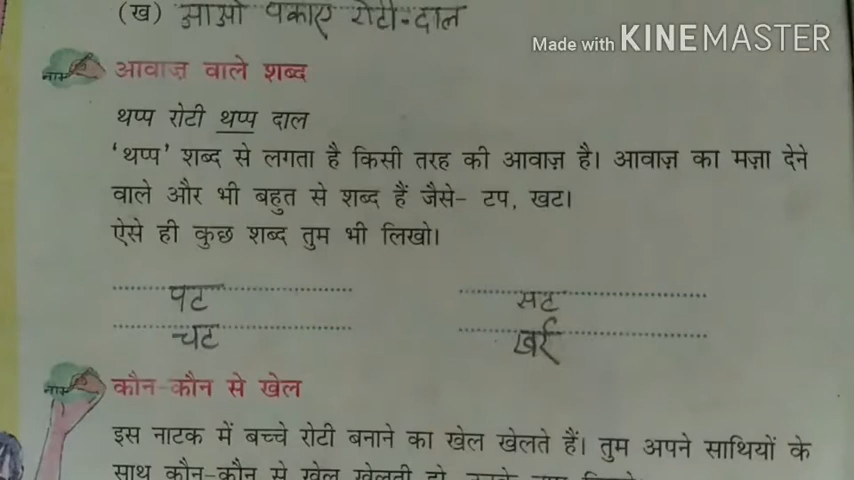 (ख) आओ पकाए रोटी-दाल
Made with KINEMASTER
आवाज़ वाले शब्द
थप्प रोटी थप्प दाल
'थप्प' शब्द से लगता है किसी तरह की आवाज़ है। आवाज़ का मज़ा देने
वाले और भी बहुत से शब्द हैं जैसे- टप, खट।
ऐसे ही कुछ शब्द तुम भी लिखो।
पट सट
चट खर्र
कौन-कौन से खेल
इस नाटक में बच्चे रोटी बनाने का खेल खेलते हैं। तुम अपने साथियों के
साथ कौन-कौन से खेल खेलती हो